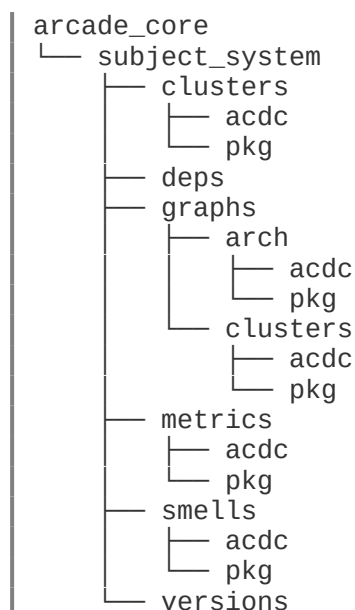 arcade_core
└── subject_system
    ├── clusters
    │   ├── acdc
    │   └── pkg
    ├── deps
    ├── graphs
    │   ├── arch
    │   │   ├── acdc
    │   │   └── pkg
    │   └── clusters
    │       ├── acdc
    │       └── pkg
    ├── metrics
    │   ├── acdc
    │   └── pkg
    ├── smells
    │   ├── acdc
    │   └── pkg
    └── versions